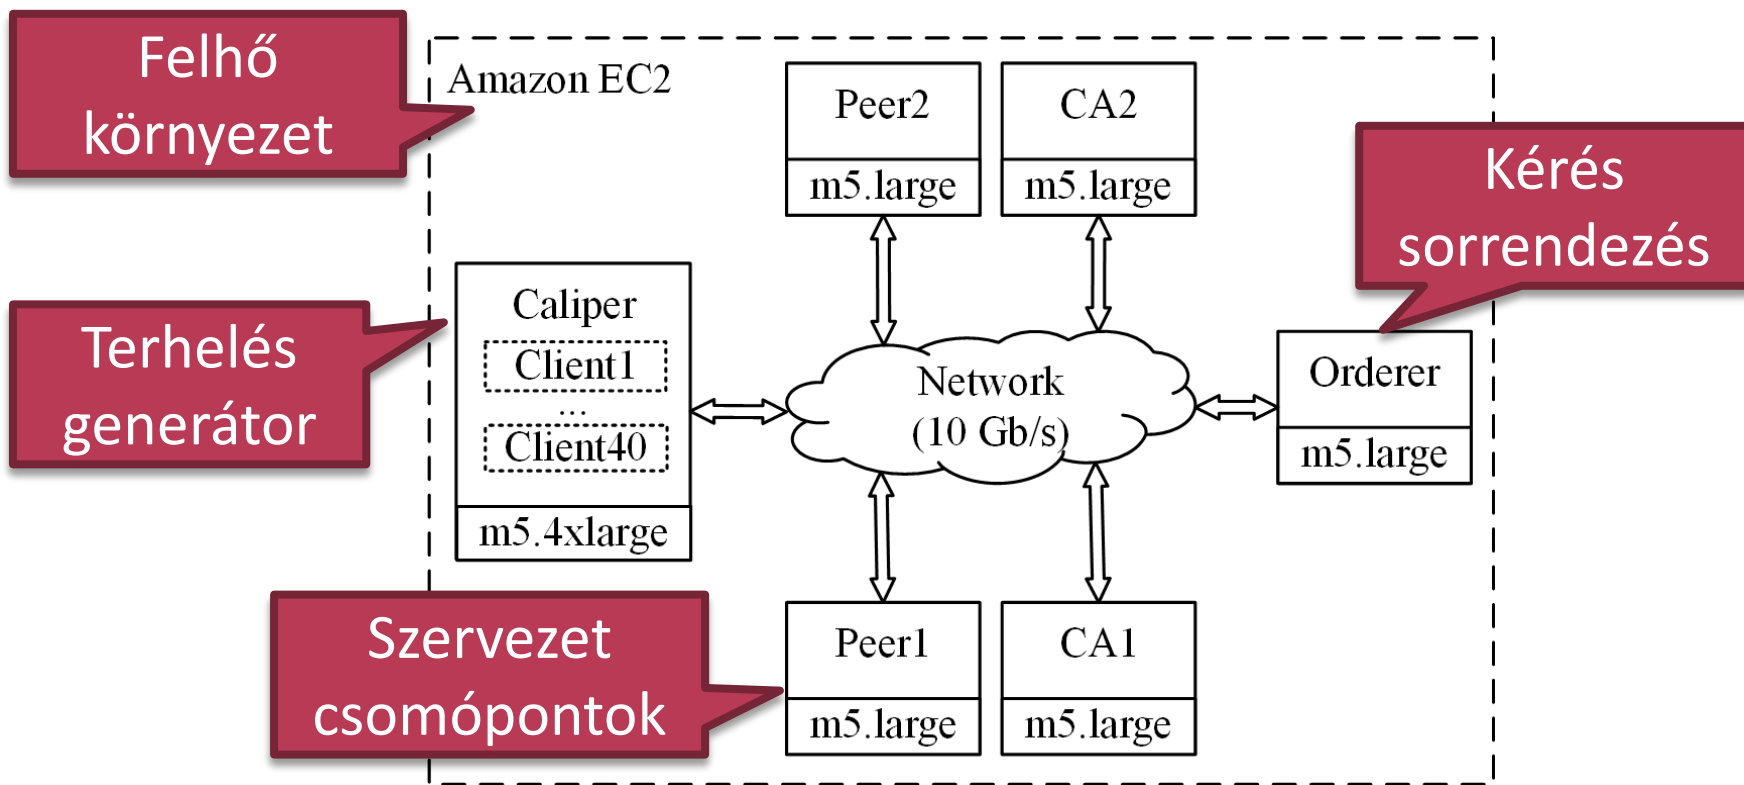 Felhő
környezet
Amazon EC2
Peer2
m5.large
CA2
m5.large
Kérés
sorrendezés
Terhelés
generátor
Caliper
Client1
...
Client40
m5.4xlarge
Network
(10 Gb/s)
Orderer
m5.large
Szervezet
csomópontok
Peer1
m5.large
CA1
m5.large